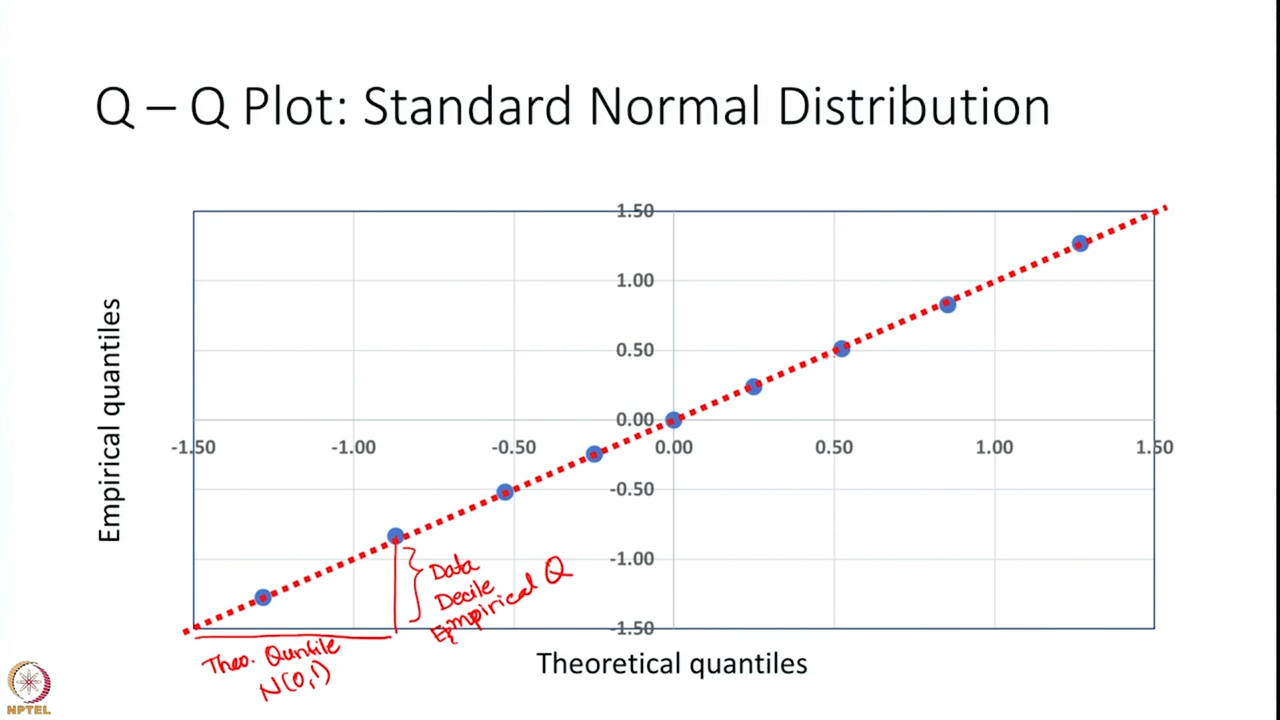 Q – Q Plot: Standard Normal Distribution
Empirical quantiles
1.50
1.00
0.50
0.00
-1.50 -1.00 -0.50 0.00 0.50 1.00 1.50
-0.50
-1.00
-1.50
Data
Decile
Empirical Q
Theo. Quntile
N(0,1)
Theoretical quantiles
NPTEL